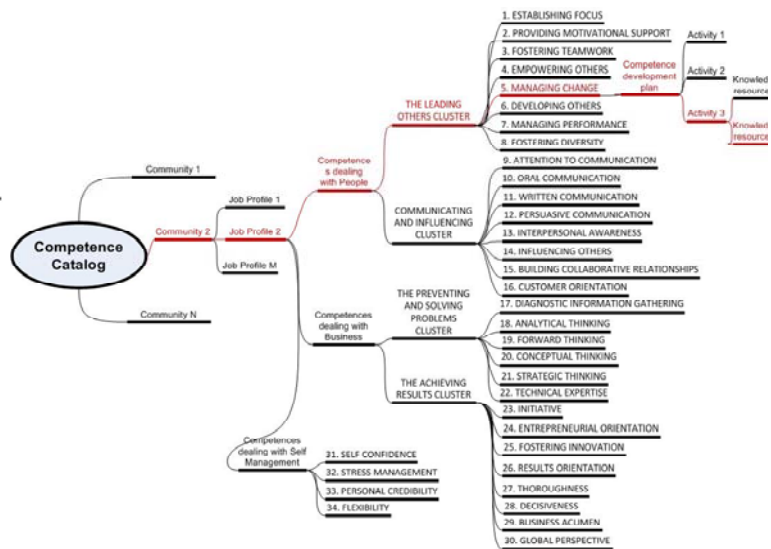 Competence
Catalog
Community 1
Community 2
Community N
Job Profile 1
Job Profile 2
Job Profile M
Competence
s dealing
with People
THE LEADING
OTHERS CLUSTER
1. ESTABLISHING FOCUS
2. PROVIDING MOTIVATIONAL SUPPORT
3. FOSTERING TEAMWORK
4. EMPOWERING OTHERS
5. MANAGING CHANGE
6. DEVELOPING OTHERS
7. MANAGING PERFORMANCE
8. FOSTERING DIVERSITY
Competence
development
plan
Activity 1
Activity 2
Activity 3
Knowled
resource
Knowled
resource
COMMUNICATING
AND INFLUENCING
CLUSTER
9. ATTENTION TO COMMUNICATION
10. ORAL COMMUNICATION
11. WRITTEN COMMUNICATION
12. PERSUASIVE COMMUNICATION
13. INTERPERSONAL AWARENESS
14. INFLUENCING OTHERS
15. BUILDING COLLABORATIVE RELATIONSHIPS
16. CUSTOMER ORIENTATION
Competences
dealing with
Business
THE PREVENTING
AND SOLVING
PROBLEMS
CLUSTER
17. DIAGNOSTIC INFORMATION GATHERING
18. ANALYTICAL THINKING
19. FORWARD THINKING
20. CONCEPTUAL THINKING
21. STRATEGIC THINKING
22. TECHNICAL EXPERTISE
THE ACHIEVING
RESULTS CLUSTER
23. INITIATIVE
24. ENTREPRENEURIAL ORIENTATION
25. FOSTERING INNOVATION
26. RESULTS ORIENTATION
27. THOROUGHNESS
28. DECISIVENESS
29. BUSINESS ACUMEN
30. GLOBAL PERSPECTIVE
Competences
dealing with Self
Management
31. SELF CONFIDENCE
32. STRESS MANAGEMENT
33. PERSONAL CREDIBILITY
34. FLEXIBILITY